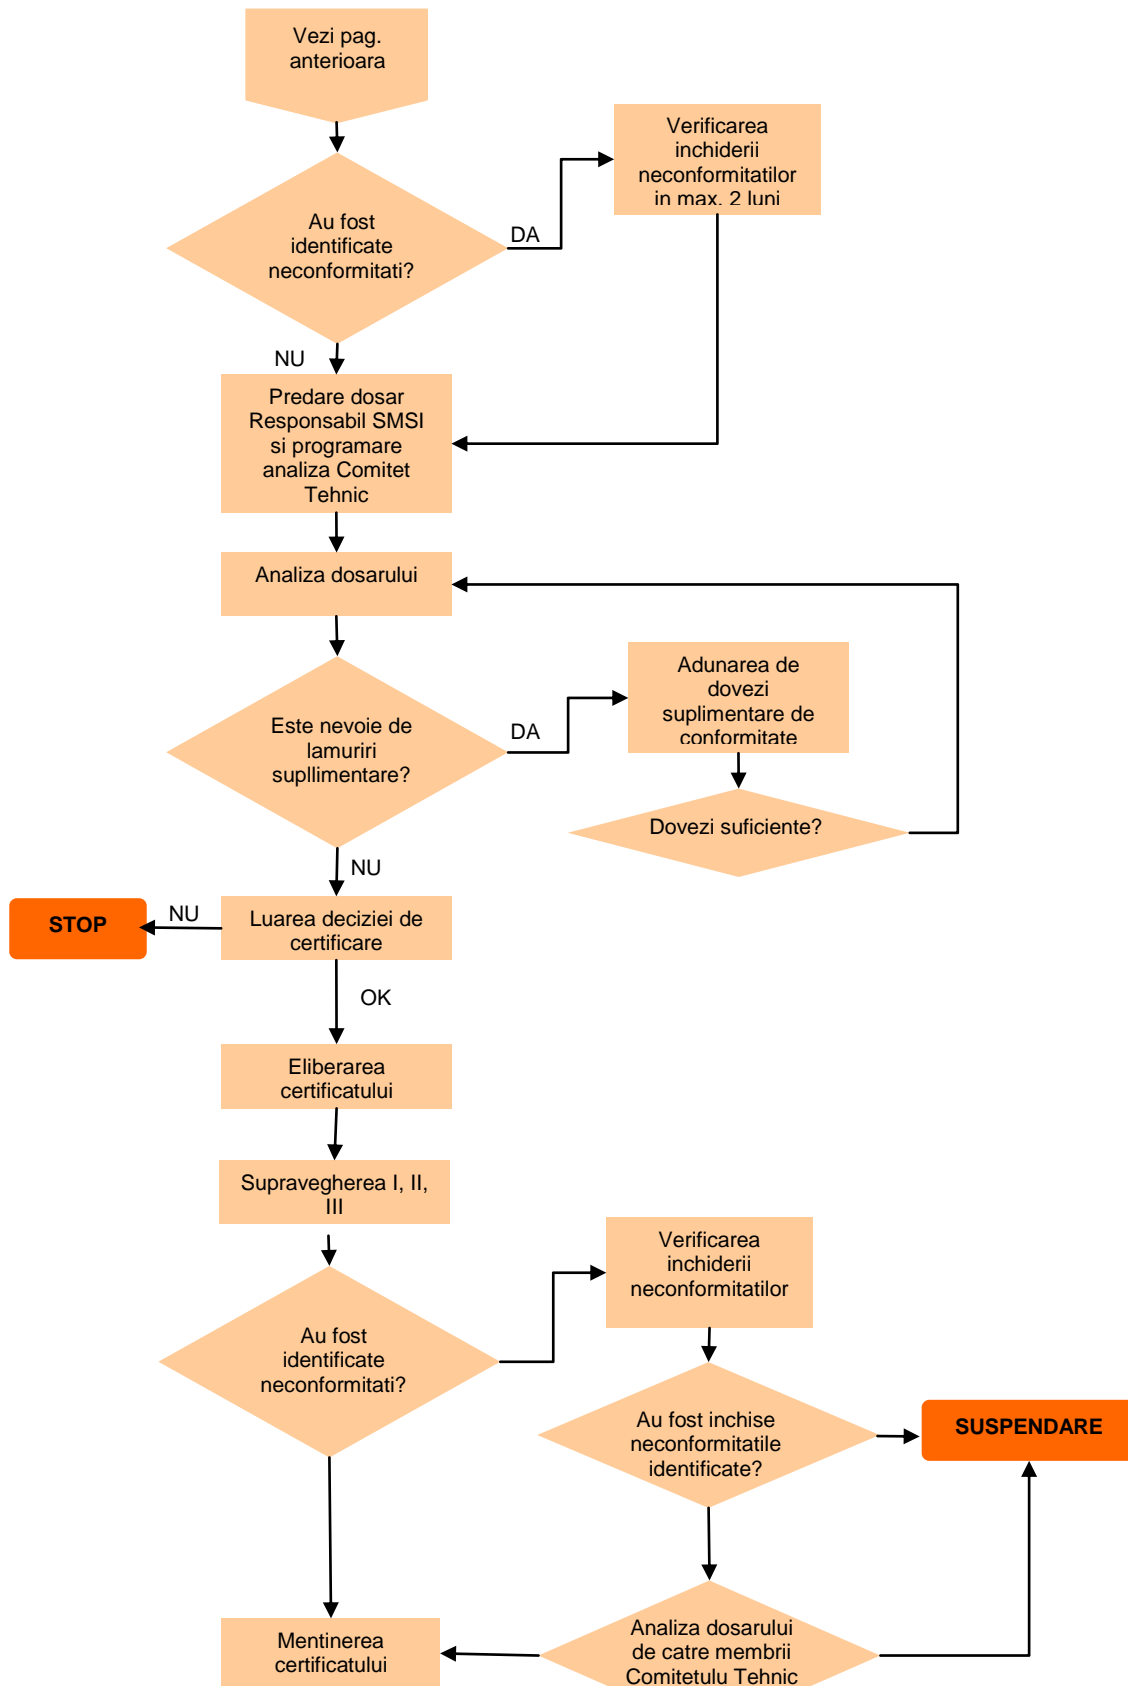 Vezi pag.
anterioara
Verificarea
inchiderii
neconformitatilor
in max. 2 luni
Au fost
identificate
neconformitati?
DA
NU
Predare dosar
Responsabil SMSI
si programare
analiza Comitet
Tehnic
Analiza dosarului
Adunarea de
dovezi
suplimentare de
conformitate
Este nevoie de
lamuriri
supllimentare?
DA
Dovezi suficiente?
NU
STOP
NU
Luarea deciziei de
certificare
OK
Eliberarea
certificatului
Supravegherea I, II,
III
Verificarea
inchiderii
neconformitatilor
Au fost
identificate
neconformitati?
Au fost inchise
neconformitatile
identificate?
SUSPENDARE
Mentinerea
certificatului
Analiza dosarului
de catre membrii
Comitetulu Tehnic